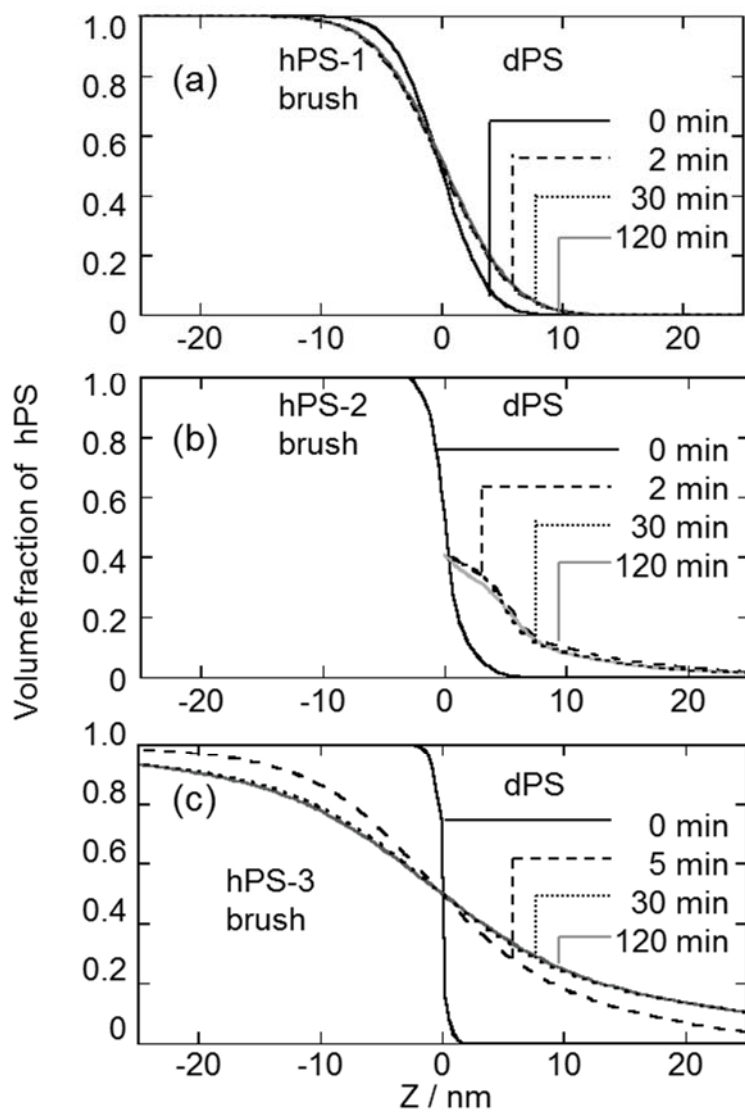 Volume fraction of hPS
1.0
0.8
0.6
0.4
0.2
0
(a)
hPS-1
brush
dPS
0 min
2 min
30 min
120 min
-20 -10 0 10 20
1.0
0.8
0.6
0.4
0.2
0
(b)
hPS-2
brush
dPS
0 min
2 min
30 min
120 min
-20 -10 0 10 20
1.0
0.8
0.6
0.4
0.2
0
(c)
hPS-3
brush
dPS
0 min
5 min
30 min
120 min
-20 -10 0 10 20
Z / nm